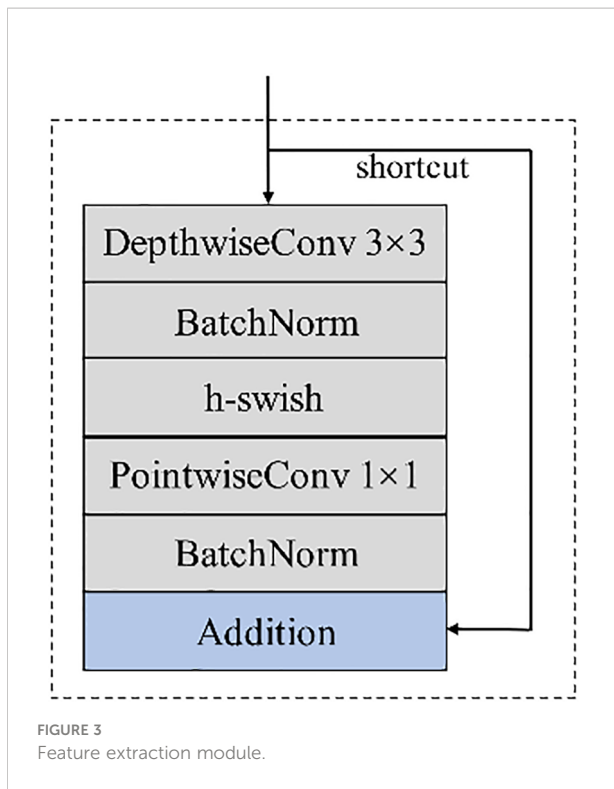 shortcut
DepthwiseConv 3×3
BatchNorm
h-swish
PointwiseConv 1×1
BatchNorm
Addition
FIGURE 3
Feature extraction module.